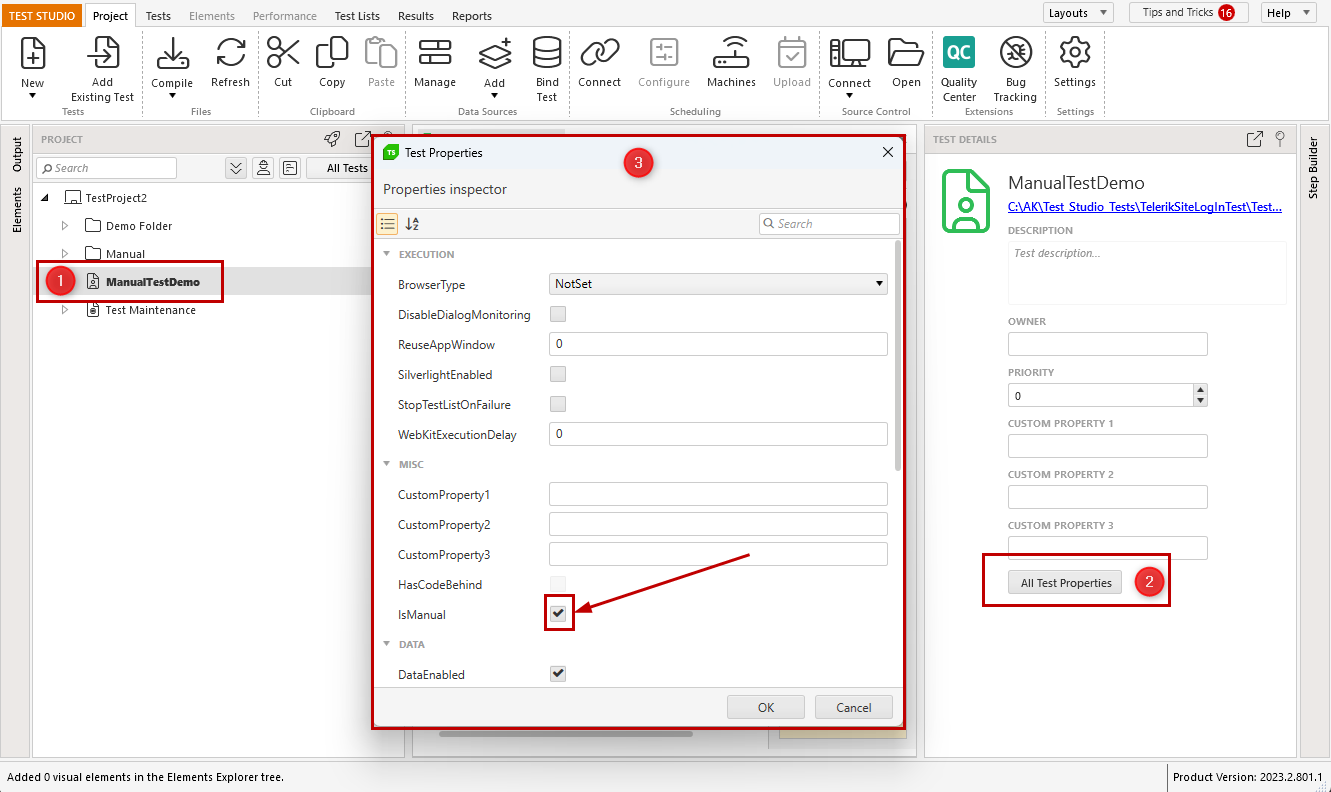 TEST STUDIO
Project
Tests
Elements
Performance
Test Lists
Results
Reports
Layouts
Tips and Tricks 16
Help
New
Add
Existing Test
Tests
Compile
Refresh
Files
Cut
Copy
Paste
Clipboard
Manage
Add
Bind
Test
Data Sources
Connect
Configure
Machines
Upload
Scheduling
Connect
Open
Source Control
QC
Quality
Center
Bug
Tracking
Extensions
Settings
Settings
Output
Elements
PROJECT
Search
All Tests
TestProject2
Demo Folder
Manual
1
ManualTestDemo
Test Maintenance
TS
Test Properties
3
Properties inspector
A
Z
Search
EXECUTION
BrowserType
NotSet
DisableDialogMonitoring
ReuseAppWindow
0
SilverlightEnabled
StopTestListOnFailure
WebKitExecutionDelay
0
MISC
CustomProperty1
CustomProperty2
CustomProperty3
HasCodeBehind
IsManual
DATA
DataEnabled
OK
Cancel
TEST DETAILS
ManualTestDemo
C:\AK\Test_Studio_Tests\TelerikSiteLogInTest\Test...
DESCRIPTION
Test description...
OWNER
PRIORITY
0
CUSTOM PROPERTY 1
CUSTOM PROPERTY 2
CUSTOM PROPERTY 3
All Test Properties
2
Step Builder
Added 0 visual elements in the Elements Explorer tree.
Product Version: 2023.2.801.1